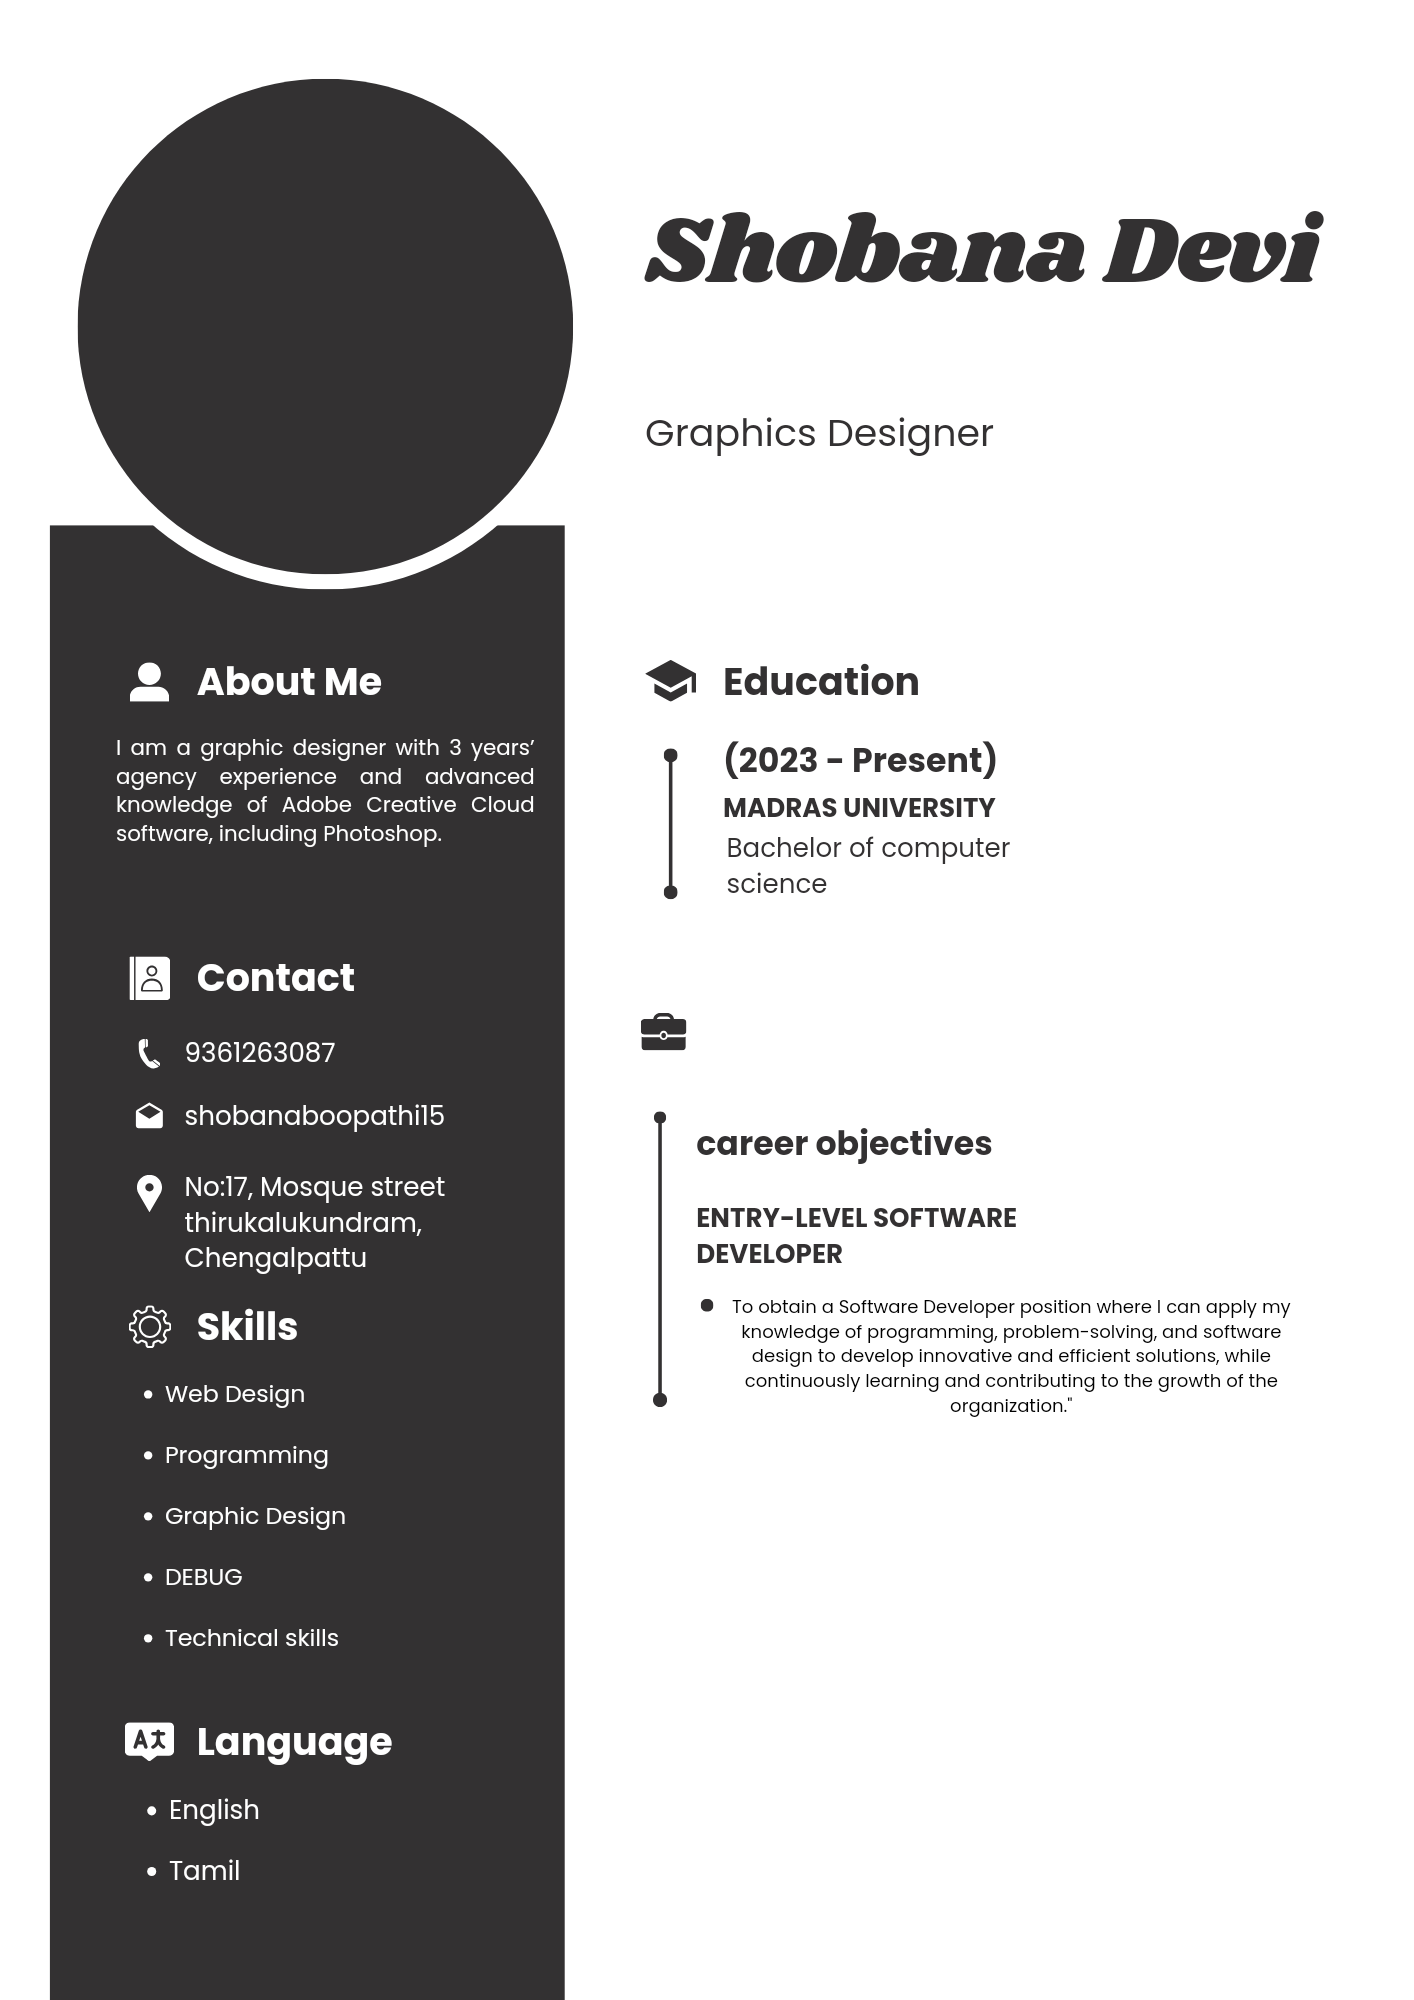 Shobana Devi
Graphics Designer
About Me
I am a graphic designer with 3 years’
agency experience and advanced
knowledge of Adobe Creative Cloud
software, including Photoshop.
Contact
9361263087
shobanaboopathi15
No:17, Mosque street
thirukalukundram,
Chengalpattu
Skills
• Web Design
• Programming
• Graphic Design
• DEBUG
• Technical skills
Language
• English
• Tamil
Education
(2023 - Present)
MADRAS UNIVERSITY
Bachelor of computer
science
career objectives
ENTRY-LEVEL SOFTWARE
DEVELOPER
• To obtain a Software Developer position where I can apply my
knowledge of programming, problem-solving, and software
design to develop innovative and efficient solutions, while
continuously learning and contributing to the growth of the
organization."